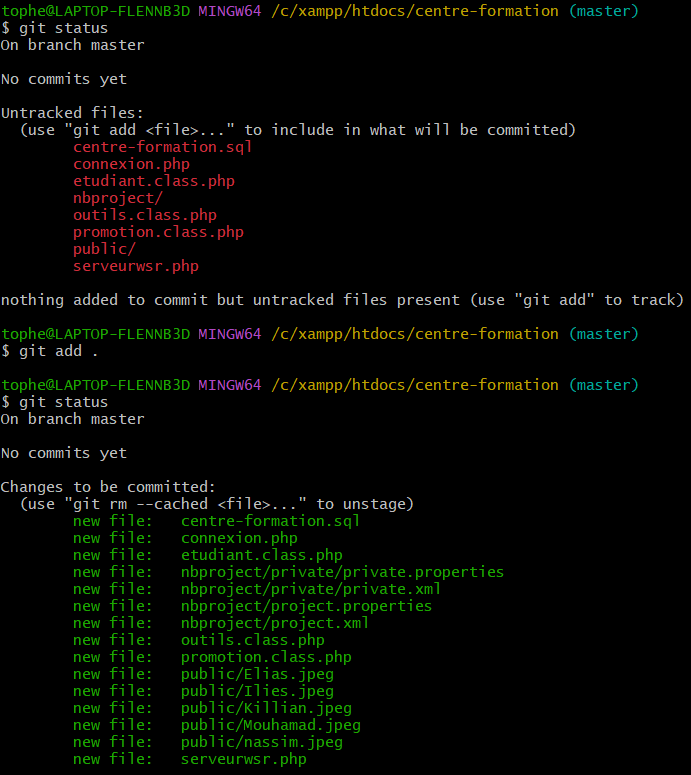 tophe@LAPTOP-FLENNB3D MINGW64 /c/xampp/htdocs/centre-formation (master)
$ git status
On branch master
No commits yet
Untracked files:
(use "git add <file>..." to include in what will be committed)
centre-formation.sql
connexion.php
etudiant.class.php
nbproject/
outils.class.php
promotion.class.php
public/
serveurwsr.php
nothing added to commit but untracked files present (use "git add" to track)
tophe@LAPTOP-FLENNB3D MINGW64 /c/xampp/htdocs/centre-formation (master)
$ git add .
tophe@LAPTOP-FLENNB3D MINGW64 /c/xampp/htdocs/centre-formation (master)
$ git status
On branch master
No commits yet
Changes to be committed:
(use "git rm --cached <file>..." to unstage)
new file:   centre-formation.sql
new file:   connexion.php
new file:   etudiant.class.php
new file:   nbproject/private/private.properties
new file:   nbproject/private/private.xml
new file:   nbproject/project.properties
new file:   nbproject/project.xml
new file:   outils.class.php
new file:   promotion.class.php
new file:   public/Elias.jpeg
new file:   public/Ilies.jpeg
new file:   public/Killian.jpeg
new file:   public/Mouhamad.jpeg
new file:   public/nassim.jpeg
new file:   serveurwsr.php